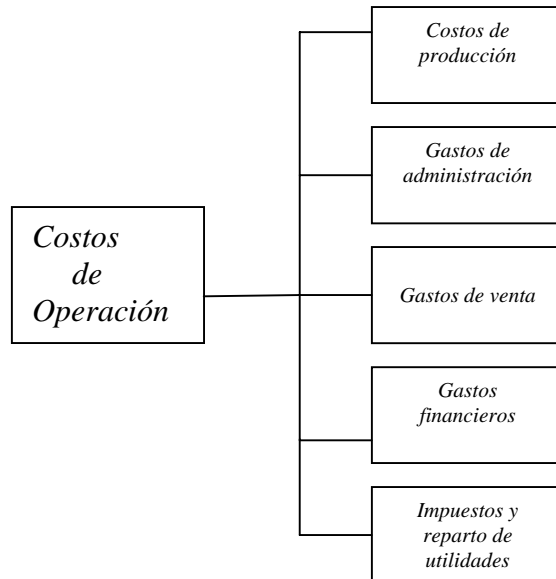 Costos
de
Operación
Costos de
producción
Gastos de
administración
Gastos de venta
Gastos
financieros
Impuestos y
reparto de
utilidades